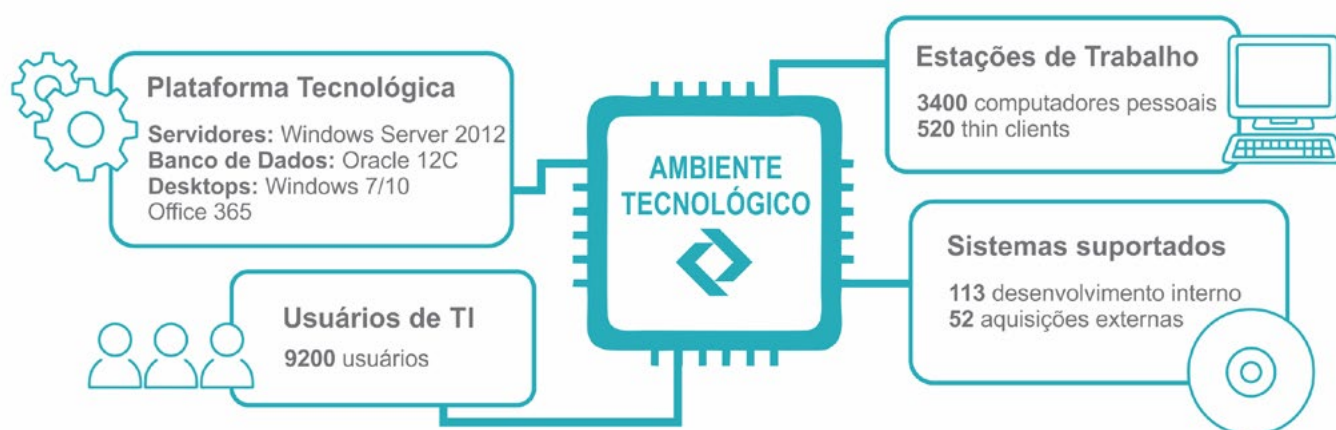 Plataforma Tecnológica
Servidores: Windows Server 2012
Banco de Dados: Oracle 12C
Desktops: Windows 7/10
Office 365
Usuários de TI
9200 usuários
AMBIENTE
TECNOLÓGICO
Estações de Trabalho
3400 computadores pessoais
520 thin clients
Sistemas suportados
113 desenvolvimento interno
52 aquisições externas